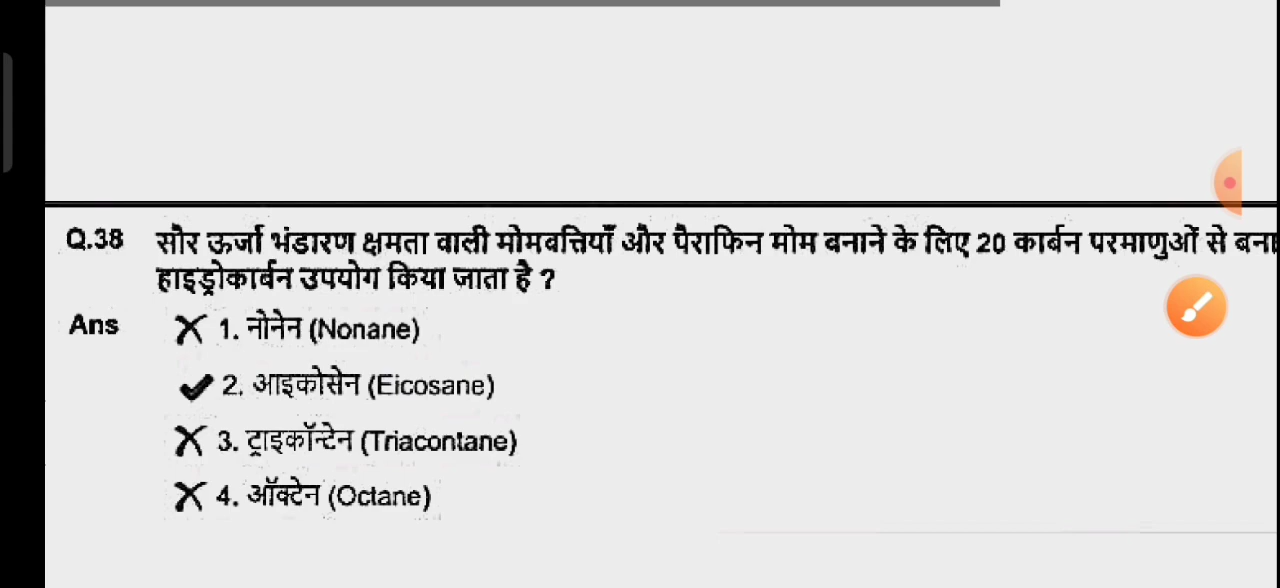 Q.38 सौर ऊर्जा भंडारण क्षमता वाली मोमबत्तियाँ और पैराफिन मोम बनाने के लिए 20 कार्बन परमाणुओं से बना
हाइड्रोकार्बन उपयोग किया जाता है ?
Ans 1. नोनेन (Nonane)
2. आइकोसेन (Eicosane)
3. ट्राइकॉन्टेन (Triacontane)
4. ऑक्टेन (Octane)